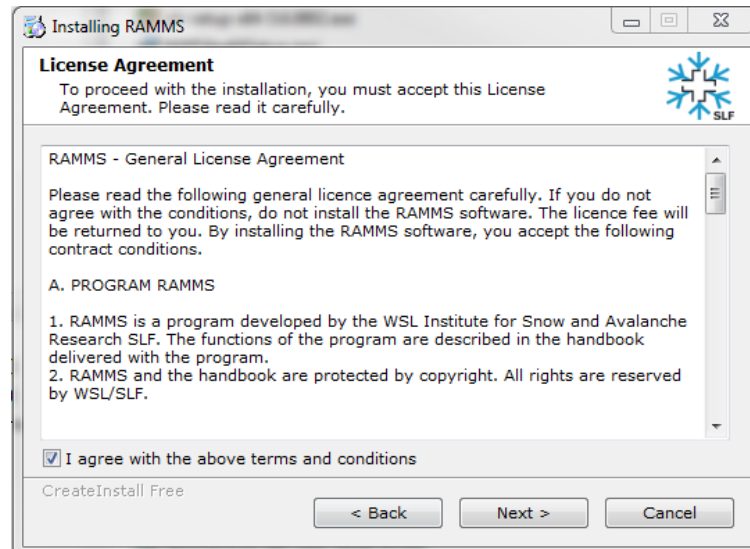 Installing RAMMS
License Agreement
To proceed with the installation, you must accept this License
Agreement. Please read it carefully.
SLF
RAMMS - General License Agreement
Please read the following general licence agreement carefully. If you do not
agree with the conditions, do not install the RAMMS software. The licence fee will
be returned to you. By installing the RAMMS software, you accept the following
contract conditions.
A. PROGRAM RAMMS
1. RAMMS is a program developed by the WSL Institute for Snow and Avalanche
Research SLF. The functions of the program are described in the handbook
delivered with the program.
2. RAMMS and the handbook are protected by copyright. All rights are reserved
by WSL/SLF.
I agree with the above terms and conditions
CreateInstall Free
< Back
Next >
Cancel